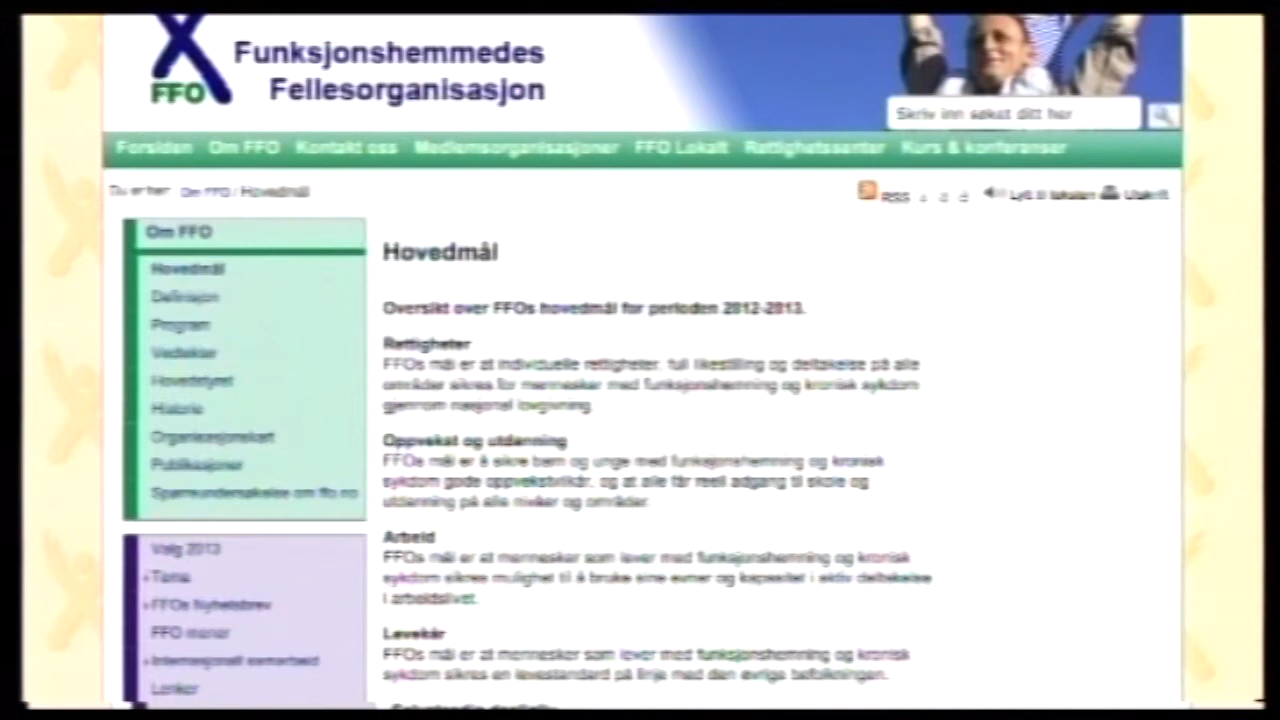 FFO
Funksjonshemmedes
Fellesorganisasjon
Skriv inn søket ditt her
Forsiden Om FFO Kontakt oss Medlemsorganisasjoner FFO Lokalt Rettighetssenter Kurs & konferanser
Du er her: Om FFO / Hovedmål
RSS Lytt til teksten Utskrift
Om FFO
Hovedmål
Definisjon
Program
Vedtekter
Hovedstyret
Historie
Organisasjonskart
Publikasjoner
Spørreundersøkelse om ffo.no
Valg 2013
Tema
FFOs Nyhetsbrev
FFO mener
Internasjonalt samarbeid
Lenker
Hovedmål
Oversikt over FFOs hovedmål for perioden 2012-2013.
Rettigheter
FFOs mål er at individuelle rettigheter, full likestilling og deltakelse på alle
områder sikres for mennesker med funksjonshemning og kronisk sykdom
gjennom nasjonal lovgivning.
Oppvekst og utdanning
FFOs mål er å sikre barn og unge med funksjonshemning og kronisk
sykdom gode oppvekstvilkår, og at alle får reell adgang til skole og
utdanning på alle nivåer og områder.
Arbeid
FFOs mål er at mennesker som lever med funksjonshemning og kronisk
sykdom sikres mulighet til å bruke sine evner og kapasitet i aktiv deltakelse
i arbeidslivet.
Levekår
FFOs mål er at mennesker som lever med funksjonshemning og kronisk
sykdom sikres en levestandard på linje med den øvrige befolkningen.